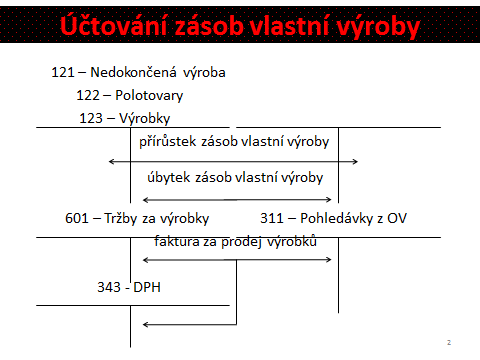 Účtování zásob vlastní výroby
121 – Nedokončená výroba
122 – Polotovary
123 – Výrobky
přírůstek zásob vlastní výroby
úbytek zásob vlastní výroby
601 – Tržby za výrobky
311 – Pohledávky z OV
faktura za prodej výrobků
343 - DPH
2